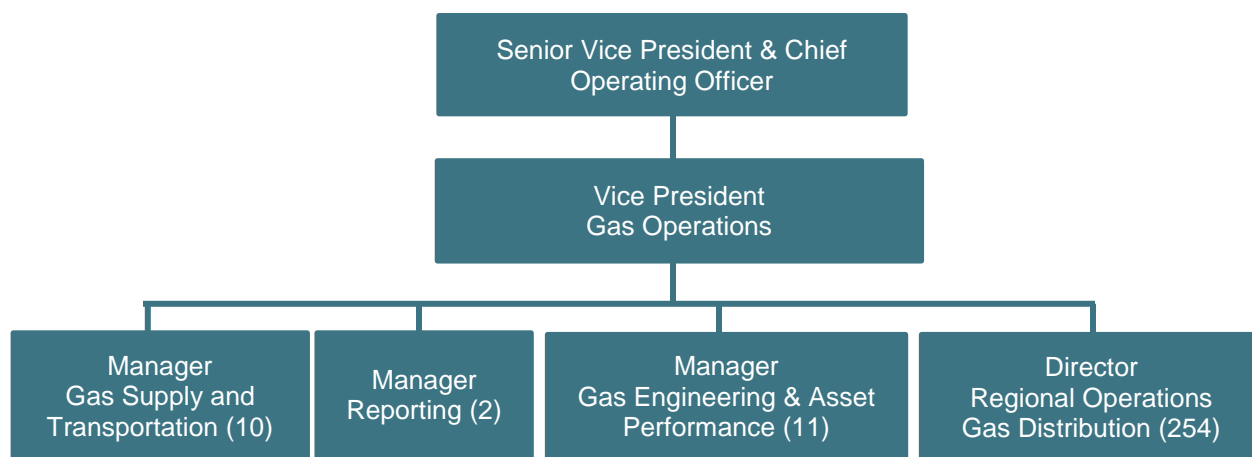 Senior Vice President & Chief
Operating Officer
Vice President
Gas Operations
Manager
Gas Supply and
Transportation (10)
Manager
Reporting (2)
Manager
Gas Engineering & Asset
Performance (11)
Director
Regional Operations
Gas Distribution (254)